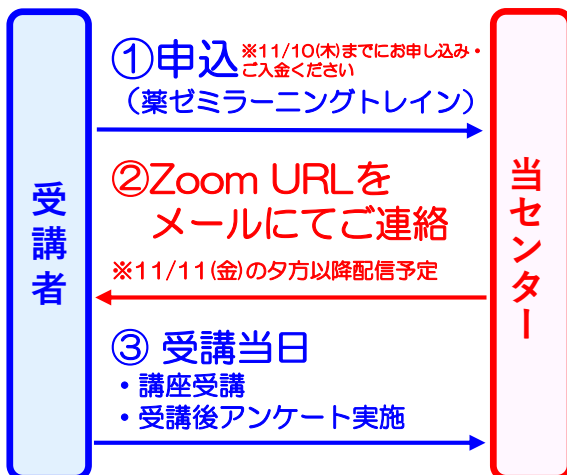 受講者
①申込 ※11/10(木)までにお申し込み・
ご入金ください
（薬ゼミラーニングトレイン）
②Zoom URLを
メールにてご連絡
※11/11(金)の夕方以降配信予定
③ 受講当日
・講座受講
・受講後アンケート実施
当センター